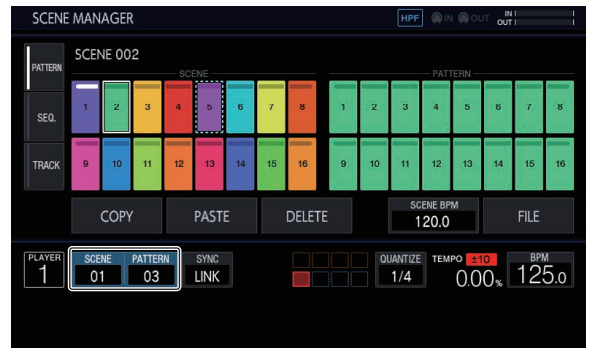 SCENE MANAGER
HPF IN OUT IN OUT
PATTERN
SCENE 002
SCENE PATTERN
1 2 3 4 5 6 7 8 1 2 3 4 5 6 7 8
SEQ.
TRACK
9 10 11 12 13 14 15 16 9 10 11 12 13 14 15 16
COPY PASTE DELETE SCENE BPM 120.0 FILE
PLAYER 1 SCENE 01 PATTERN 03 SYNC LINK QUANTIZE 1/4 TEMPO ±10 0.00% BPM 125.0